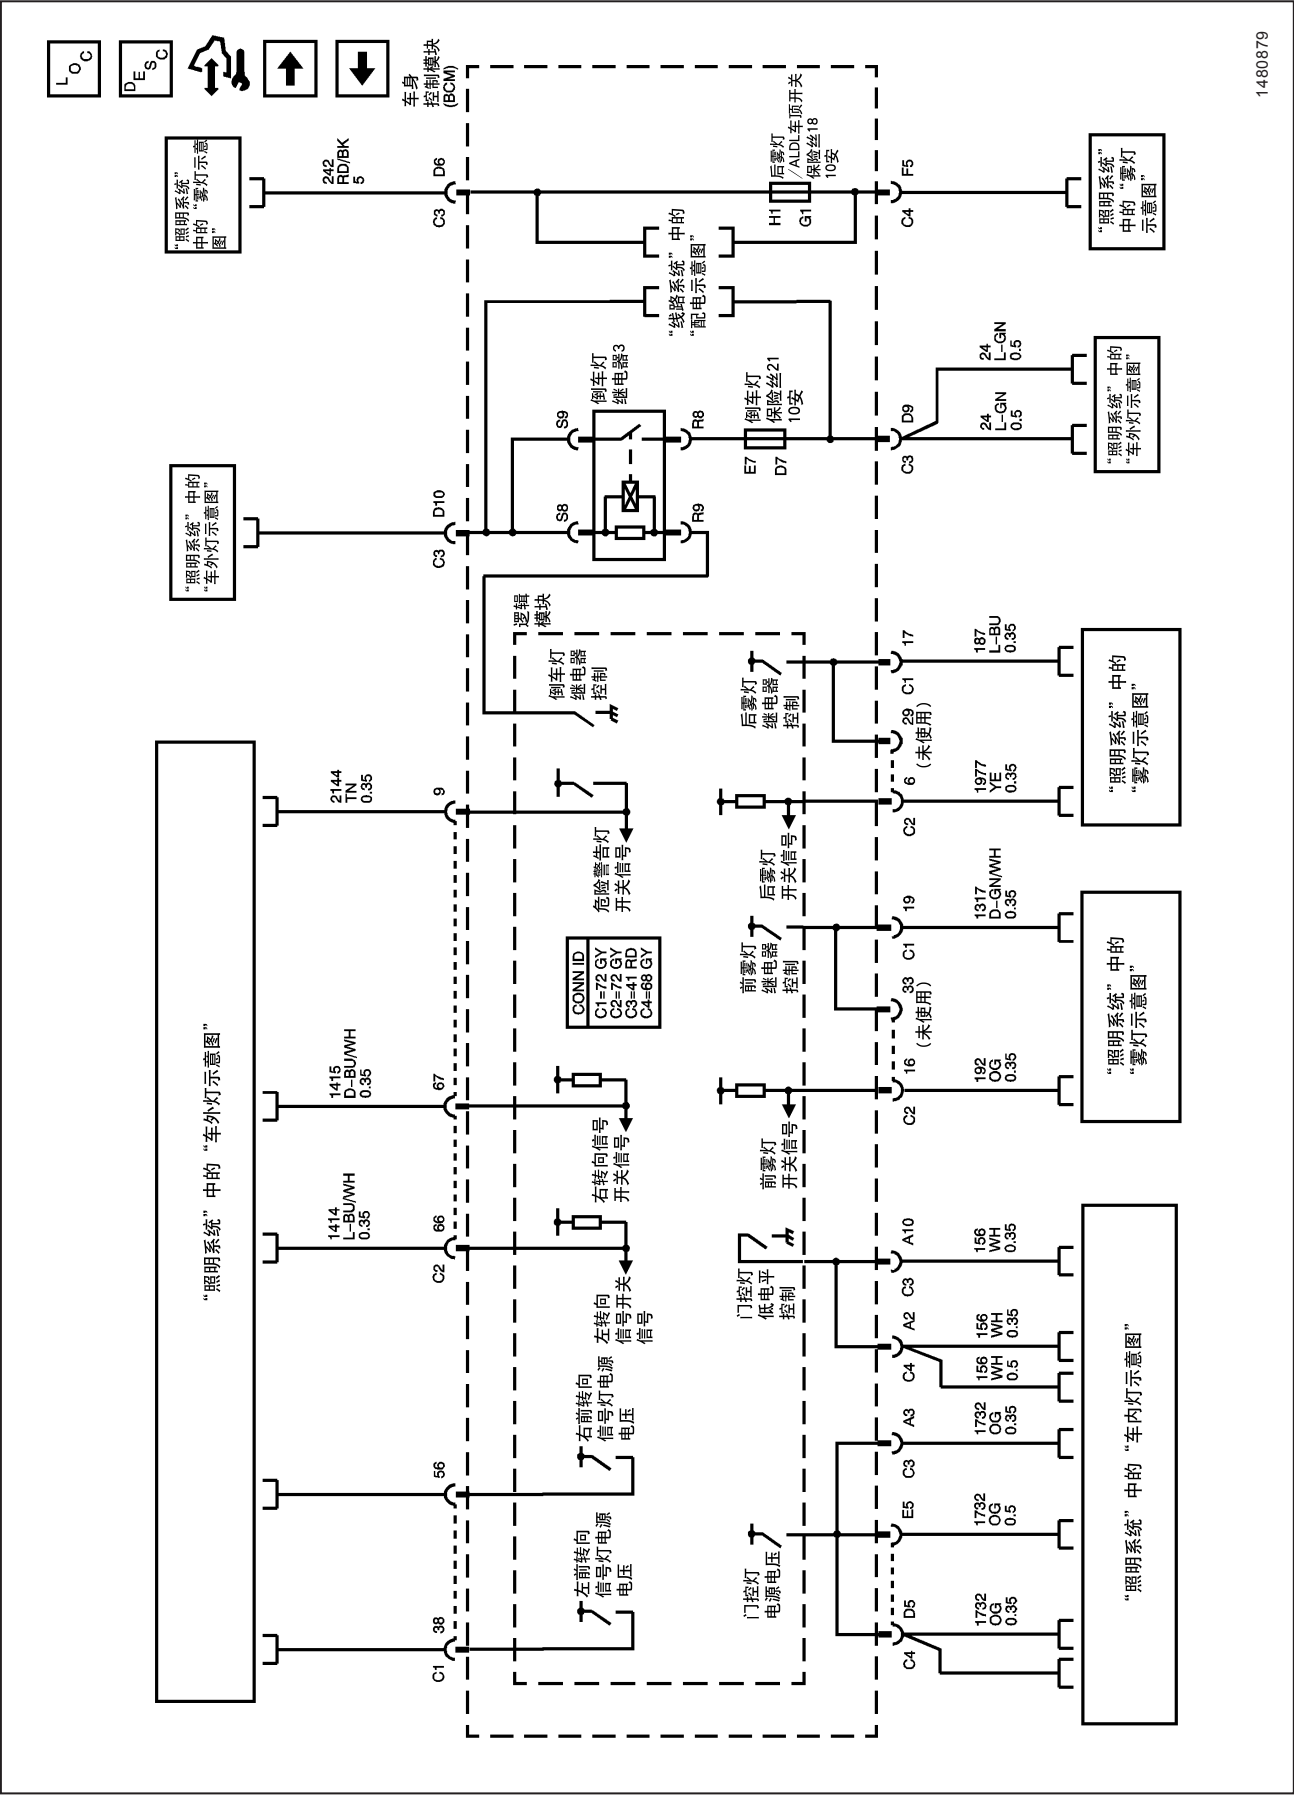 LOC
DESC
车身
控制模块
(BCM)
1480879
“照明系统”
中的“雾灯示意
图”
242
RD/BK
5
D6
C3
后雾灯
/ALDL车顶开关
保险丝18
10安
H1
G1
F5
C4
“照明系统”
中的“雾灯
示意图”
“线路系统”中的
“配电示意图”
“照明系统”中的
“车外灯示意图”
D10
C3
倒车灯
继电器3
S9
S8
R8
R9
倒车灯
保险丝21
10安
E7
D7
D9
C3
24
L-GN
0.5
24
L-GN
0.5
“照明系统”中的
“车外灯示意图”
逻辑
模块
倒车灯
继电器
控制
后雾灯
继电器
控制
17
C1
29
(未使用)
187
L-BU
0.35
6
C2
1977
YE
0.35
“照明系统”中的
“雾灯示意图”
2144
TN
0.35
9
危险警告灯
开关信号
后雾灯
开关信号
CONN ID
C1=72 GY
C2=72 GY
C3=41 RD
C4=68 GY
前雾灯
继电器
控制
19
C1
33
(未使用)
1317
D-GN/WH
0.35
16
C2
192
OG
0.35
“照明系统”中的
“雾灯示意图”
前雾灯
开关信号
“照明系统”中的“车外灯示意图”
1415
D-BU/WH
0.35
67
右转向信号
开关信号
1414
L-BU/WH
0.35
66
C2
左转向
信号开关
信号
门控灯
低电平
控制
A10
C3
156
WH
0.35
A2
C4
156
WH
0.35
156
WH
0.5
56
右前转向
信号灯电源
电压
A3
C3
1732
OG
0.35
38
C1
左前转向
信号灯电源
电压
门控灯
电源电压
E5
1732
OG
0.5
D5
C4
1732
OG
0.35
“照明系统”中的“车内灯示意图”